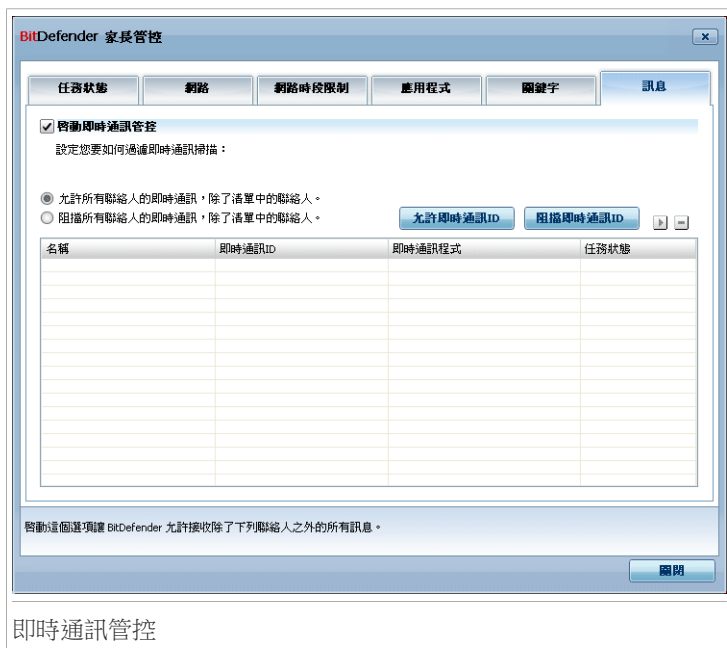 BitDefender 家長管控
任務狀態 網路 網路時段限制 應用程式 關鍵字 訊息
啓動即時通訊管控
設定您要如何過濾即時通訊掃描：
允許所有聯絡人的即時通訊，除了清單中的聯絡人。
阻擋所有聯絡人的即時通訊，除了清單中的聯絡人。
允許即時通訊ID 阻擋即時通訊ID
名稱 即時通訊ID 即時通訊程式 任務狀態
啓動這個選項讓 BitDefender 允許接收除了下列聯絡人之外的所有訊息。
關閉
即時通訊管控